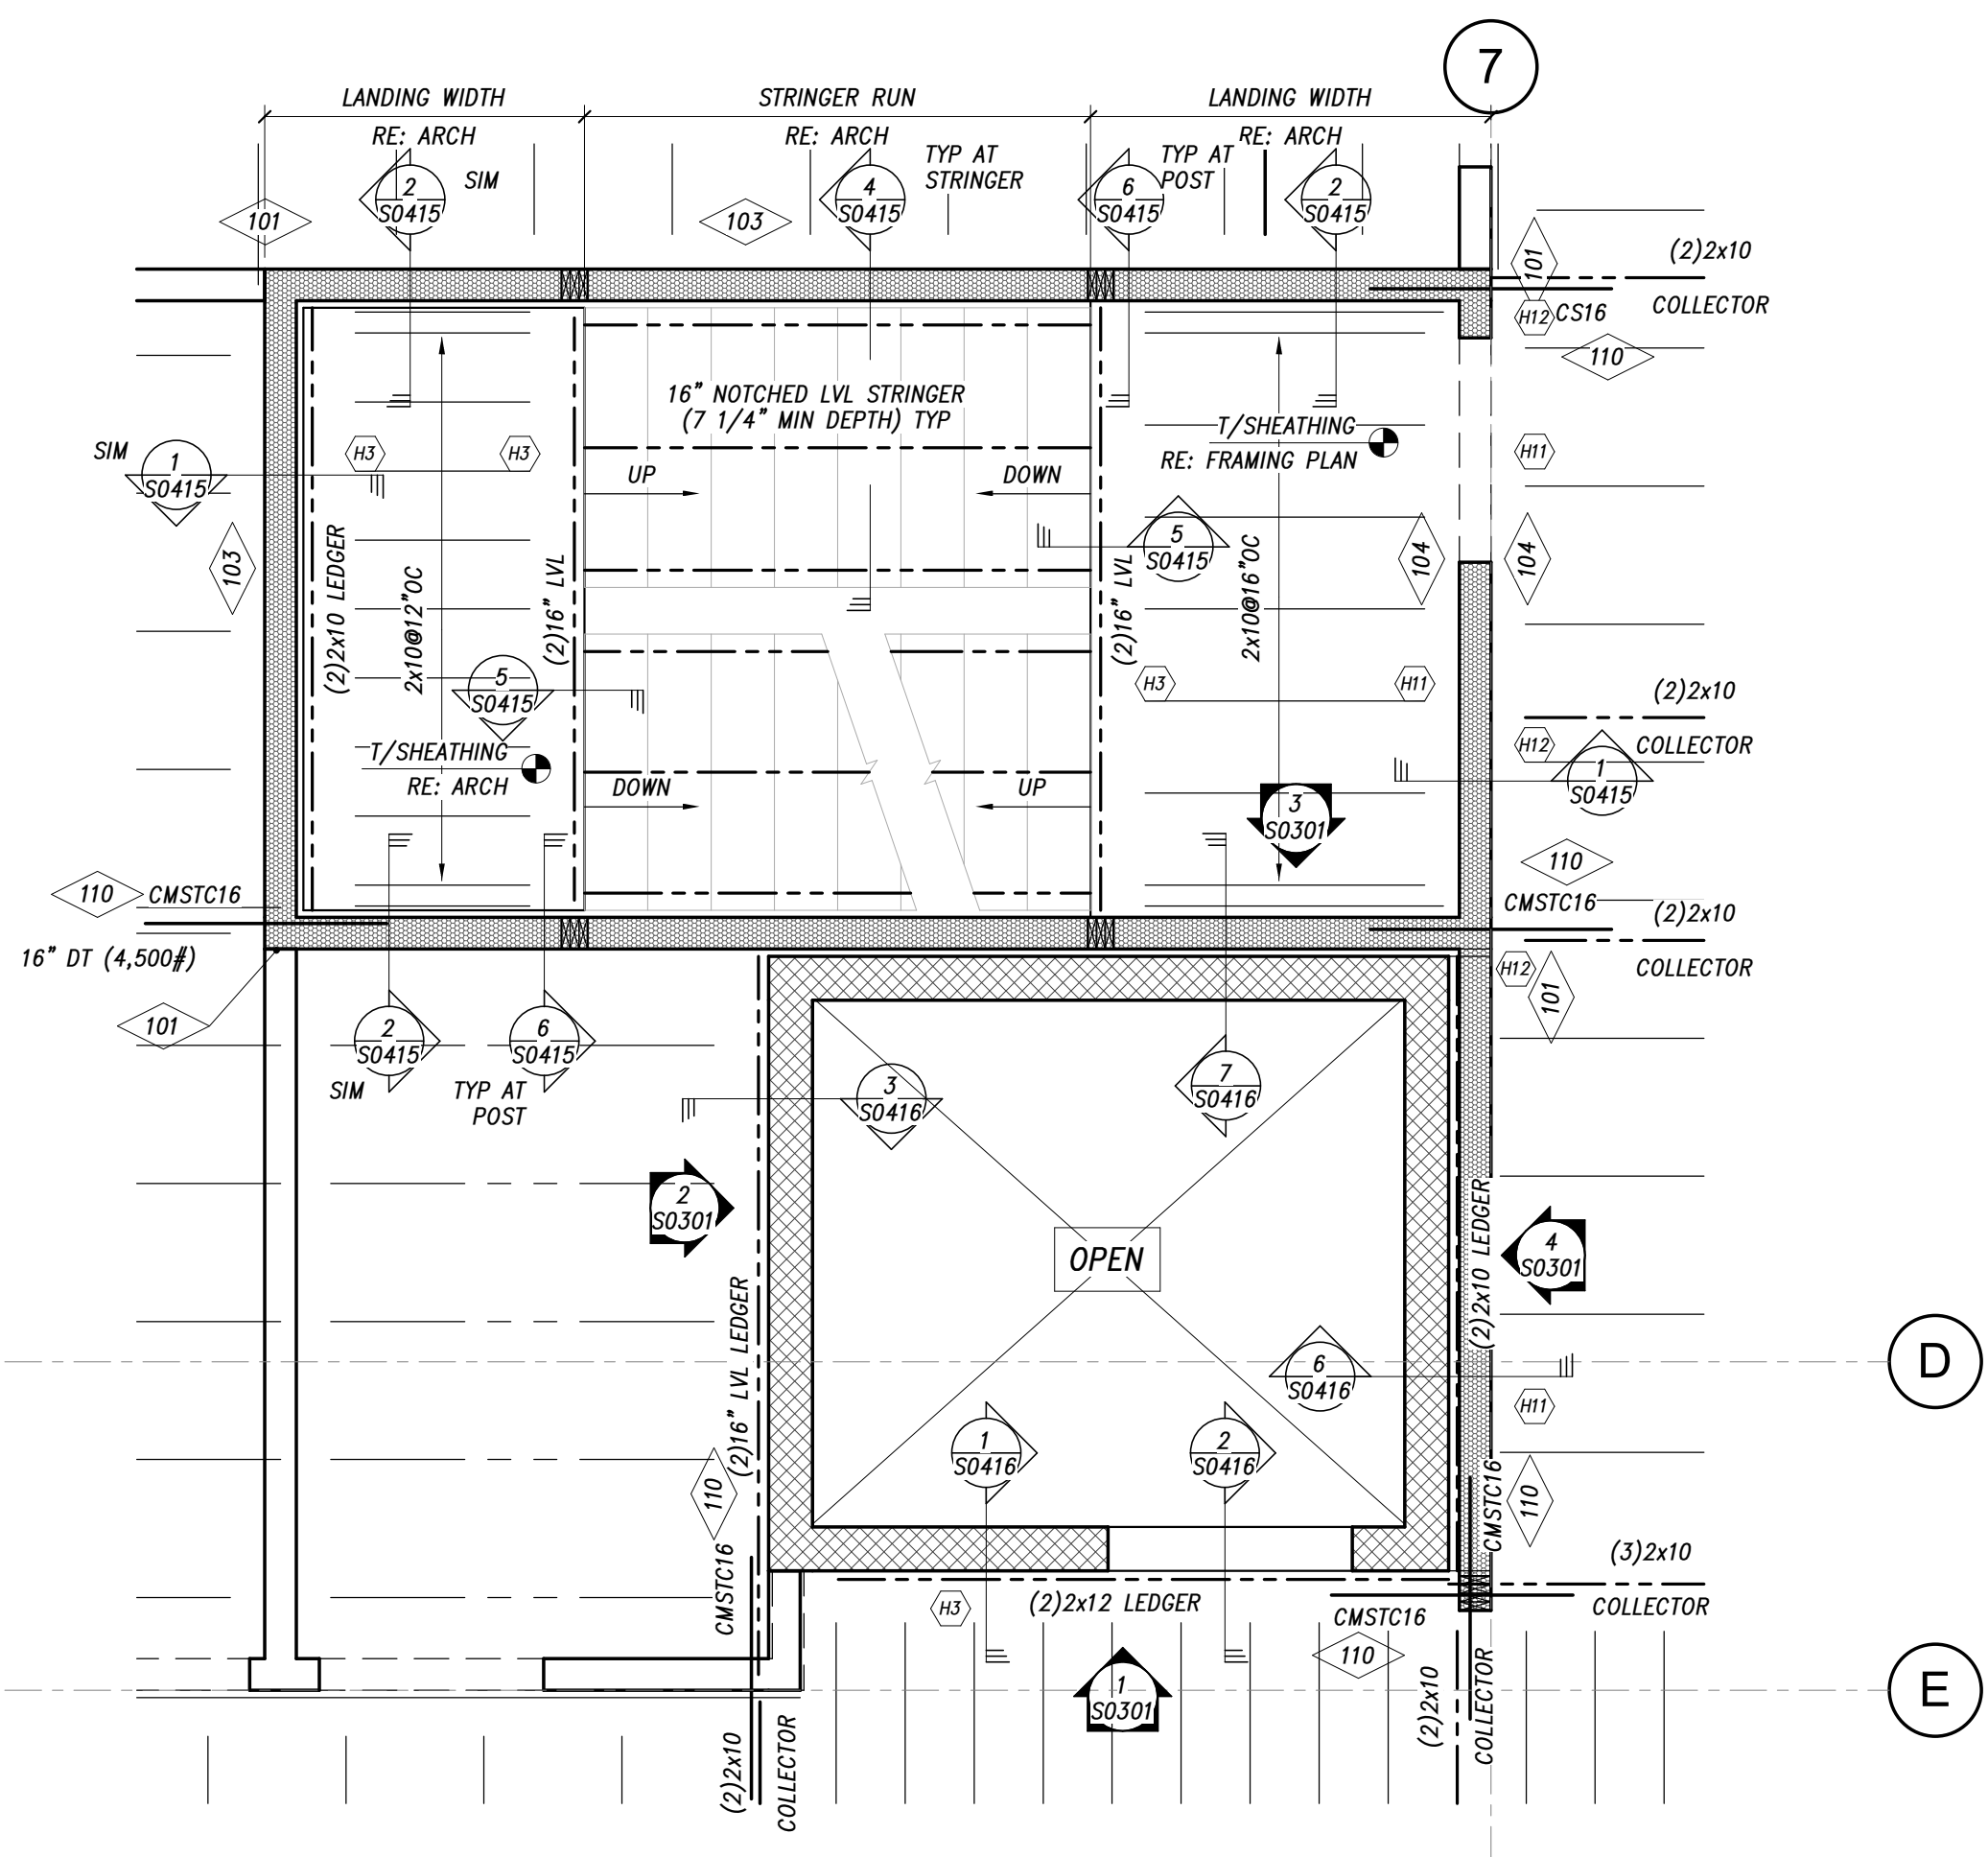 7
LANDING WIDTH
STRINGER RUN
LANDING WIDTH
RE: ARCH
RE: ARCH
RE: ARCH
TYP AT
STRINGER
TYP AT
POST
2
S0415
SIM
4
S0415
6
S0415
2
S0415
101
103
101
(2)2x10
COLLECTOR
H12
CS16
110
16" NOTCHED LVL STRINGER
(7 1/4" MIN DEPTH) TYP
T/SHEATHING
RE: FRAMING PLAN
SIM
1
S0415
H3
H3
H11
UP
DOWN
103
(2)2x10 LEDGER
2x10@12"OC
(2)16" LVL
5
S0415
(2)16" LVL
2x10@16"OC
104
104
5
S0415
H3
H11
(2)2x10
COLLECTOR
H12
1
S0415
T/SHEATHING
RE: ARCH
DOWN
UP
3
S0301
110
CMSTC16
110
CMSTC16
(2)2x10
COLLECTOR
16" DT (4,500#)
H12
101
101
2
S0415
SIM
6
S0415
TYP AT
POST
3
S0416
7
S0416
2
S0301
OPEN
(2)2x10 LEDGER
4
S0301
(2)16" LVL LEDGER
D
6
S0416
H11
1
S0416
2
S0416
110
CMSTC16
CMSTC16
110
(3)2x10
COLLECTOR
H3
(2)2x12 LEDGER
CMSTC16
110
1
S0301
E
(2)2x10
COLLECTOR
(2)2x10
COLLECTOR